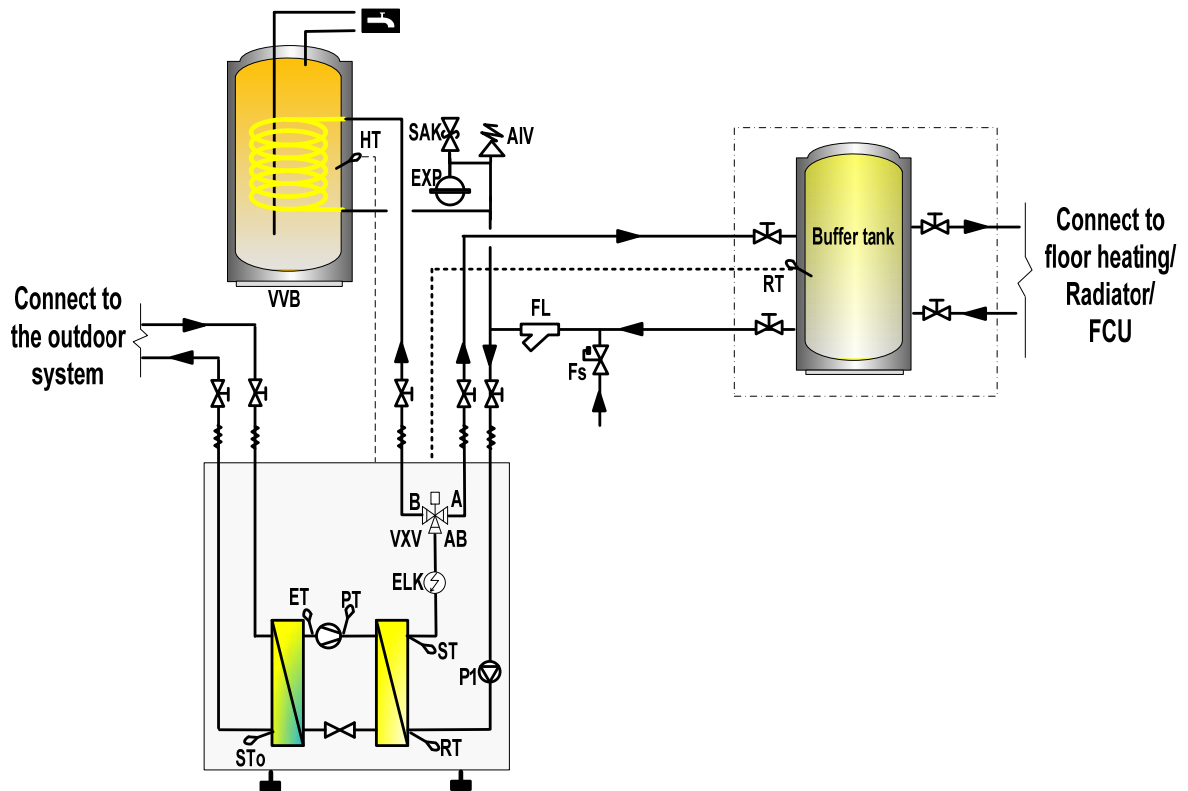 SAK
AIV
HT
EXP
Buffer tank
Connect to
floor heating/
Radiator/
FCU
RT
VVB
Connect to
the outdoor
system
FL
Fs
B
A
VXV
AB
ELK
ET
PT
ST
P1
STo
RT